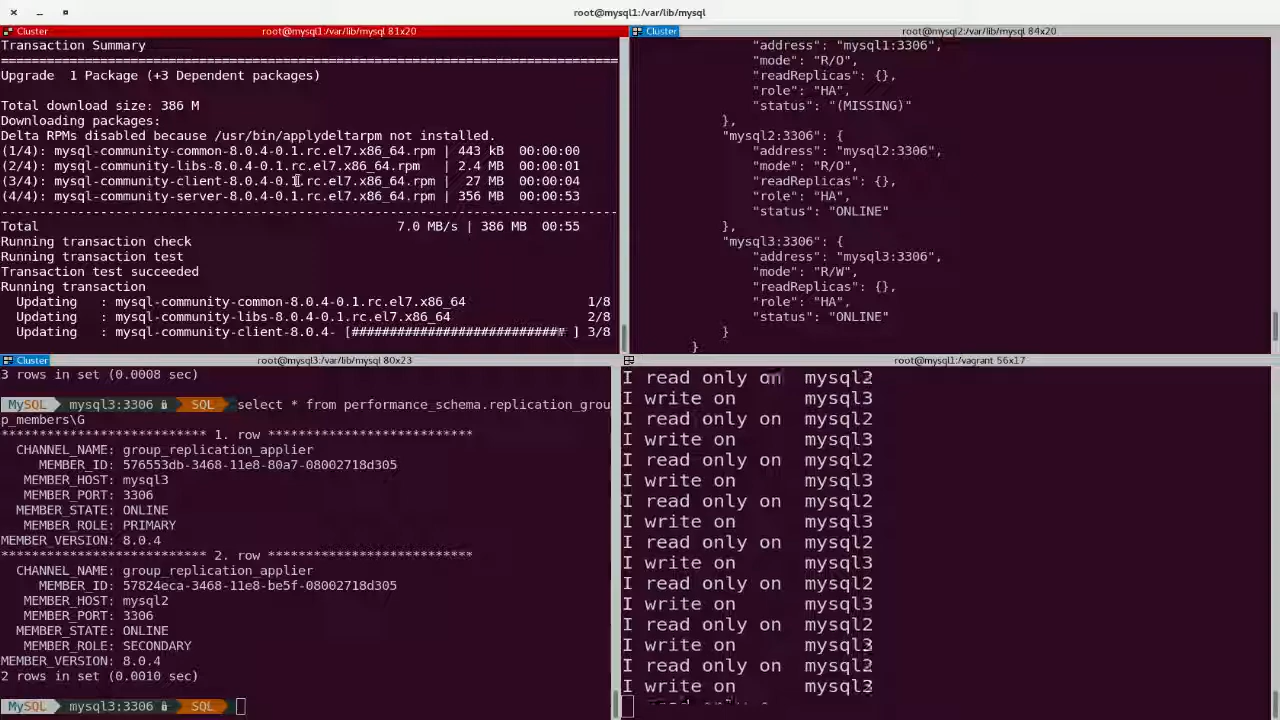 root@mysql1:/var/lib/mysql
Cluster
root@mysql1:/var/lib/mysql 81x20
Transaction Summary
================================================================================
Upgrade  1 Package (+3 Dependent packages)
Total download size: 386 M
Downloading packages:
Delta RPMs disabled because /usr/bin/applydeltarpm not installed.
(1/4): mysql-community-common-8.0.4-0.1.rc.el7.x86_64.rpm | 443 kB  00:00:00
(2/4): mysql-community-libs-8.0.4-0.1.rc.el7.x86_64.rpm   | 2.4 MB  00:00:01
(3/4): mysql-community-client-8.0.4-0.1.rc.el7.x86_64.rpm |  27 MB  00:00:04
(4/4): mysql-community-server-8.0.4-0.1.rc.el7.x86_64.rpm | 356 MB  00:00:53
--------------------------------------------------------------------------------
Total                                               7.0 MB/s | 386 MB  00:55
Running transaction check
Running transaction test
Transaction test succeeded
Running transaction
Updating   : mysql-community-common-8.0.4-0.1.rc.el7.x86_64                1/8
Updating   : mysql-community-libs-8.0.4-0.1.rc.el7.x86_64                  2/8
Updating   : mysql-community-client-8.0.4- [############################ ] 3/8
Cluster
root@mysql2:/var/lib/mysql 84x20
"address": "mysql1:3306",
"mode": "R/O",
"readReplicas": {},
"role": "HA",
"status": "(MISSING)"
},
"mysql2:3306": {
"address": "mysql2:3306",
"mode": "R/O",
"readReplicas": {},
"role": "HA",
"status": "ONLINE"
},
"mysql3:3306": {
"address": "mysql3:3306",
"mode": "R/W",
"readReplicas": {},
"role": "HA",
"status": "ONLINE"
}
}
Cluster
root@mysql3:/var/lib/mysql 80x23
3 rows in set (0.0008 sec)
MySQL mysql3:3306 SQL select * from performance_schema.replication_grou
p_members\G
*************************** 1. row ***************************
CHANNEL_NAME: group_replication_applier
MEMBER_ID: 576553db-3468-11e8-80a7-08002718d305
MEMBER_HOST: mysql3
MEMBER_PORT: 3306
MEMBER_STATE: ONLINE
MEMBER_ROLE: PRIMARY
MEMBER_VERSION: 8.0.4
*************************** 2. row ***************************
CHANNEL_NAME: group_replication_applier
MEMBER_ID: 57824eca-3468-11e8-be5f-08002718d305
MEMBER_HOST: mysql2
MEMBER_PORT: 3306
MEMBER_STATE: ONLINE
MEMBER_ROLE: SECONDARY
MEMBER_VERSION: 8.0.4
2 rows in set (0.0010 sec)
MySQL mysql3:3306 SQL
root@mysql1:/vagrant 56x17
I read only on  mysql2
I write on      mysql3
I read only on  mysql2
I write on      mysql3
I read only on  mysql2
I write on      mysql3
I read only on  mysql2
I write on      mysql3
I read only on  mysql2
I write on      mysql3
I read only on  mysql2
I write on      mysql3
I read only on  mysql2
I write on      mysql3
I read only on  mysql2
I write on      mysql3